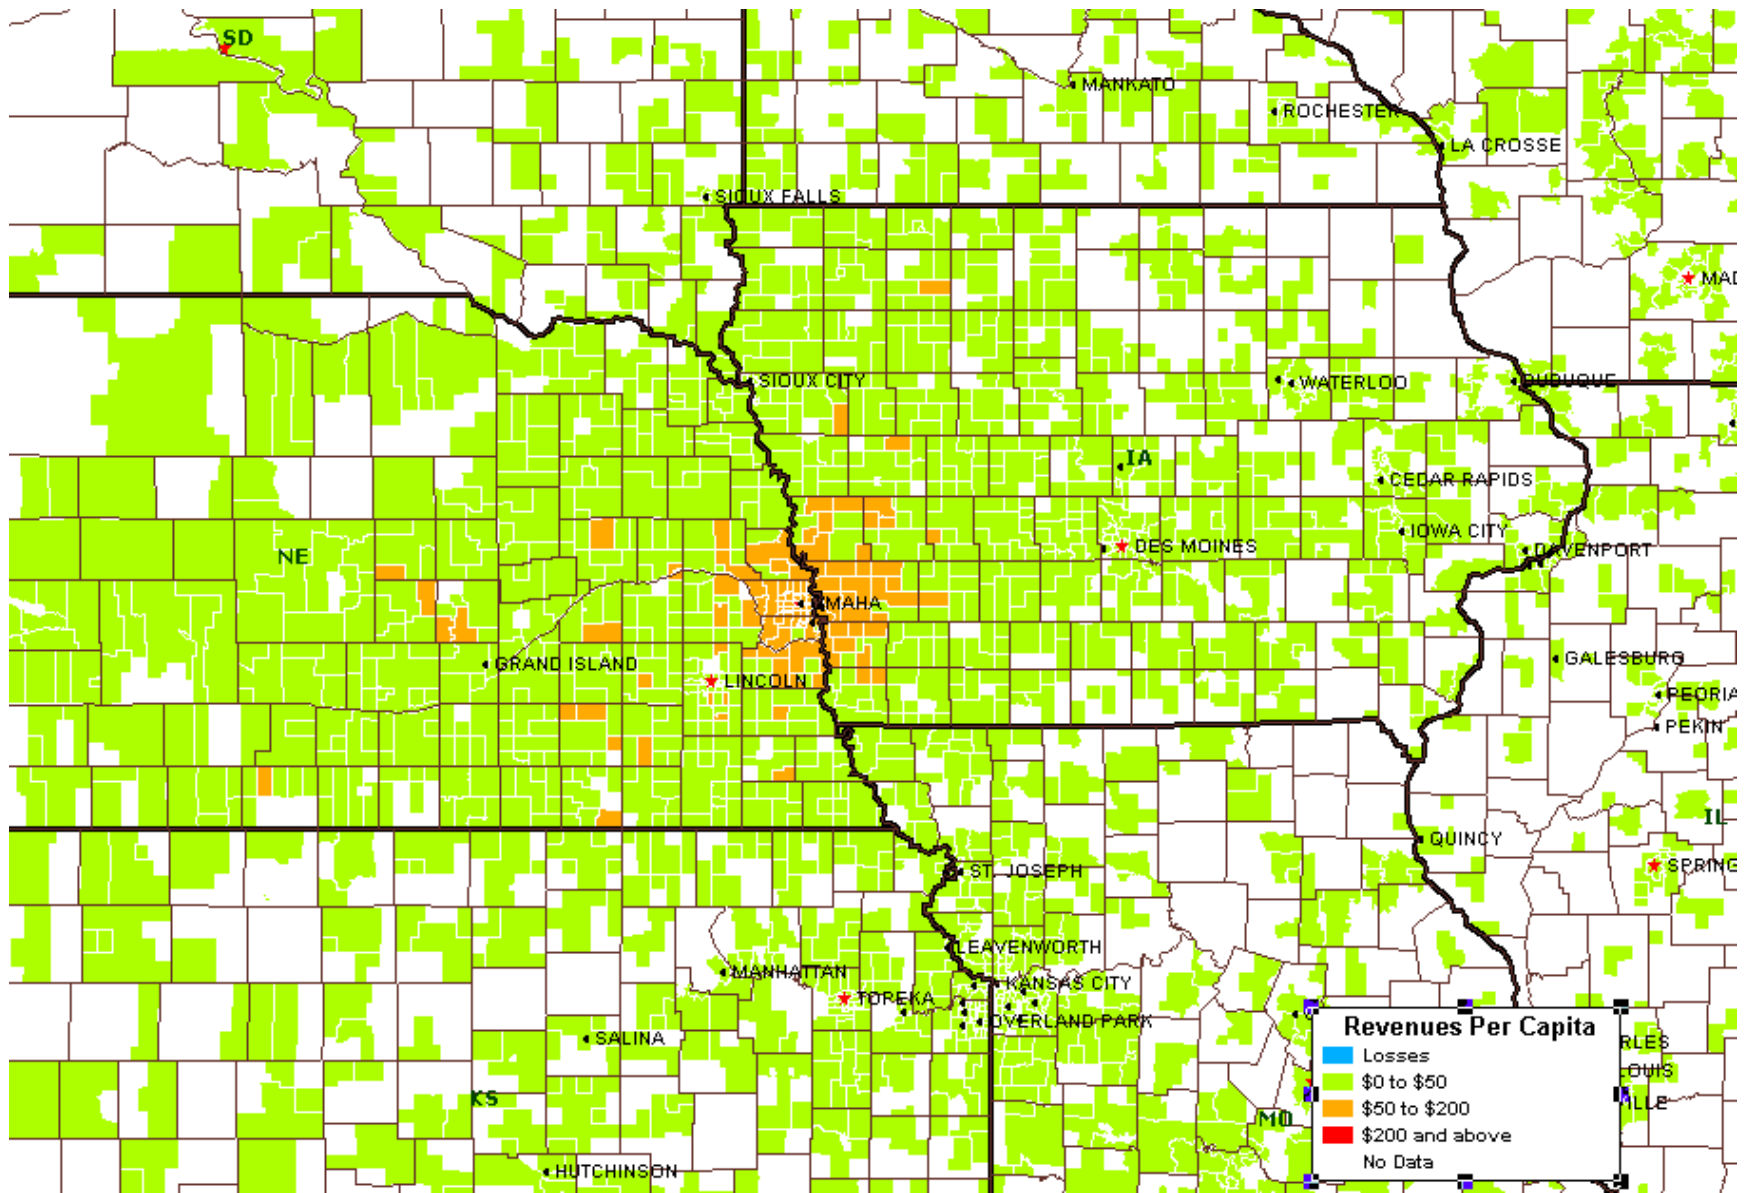 SD
MANKATO
ROCHESTER
LA CROSSE
SIOUX FALLS
MAD
SIOUX CITY
WATERLOO
DUBUQUE
IA
CEDAR RAPIDS
IOWA CITY
NE
DES MOINES
DAVENPORT
OMAHA
GRAND ISLAND
GALESBURG
LINCOLN
PEORIA
PEKIN
IL
QUINCY
ST. JOSEPH
SPRING
LEAVENWORTH
MANHATTAN
KANSAS CITY
TOPEKA
OVERLAND PARK
SALINA
KS
MO
HUTCHINSON
RLES
LOUIS
VILLE
Revenues Per Capita
Losses
$0 to $50
$50 to $200
$200 and above
No Data